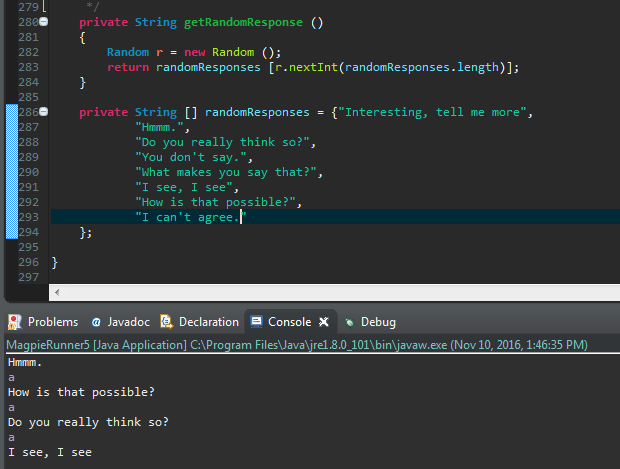 279     */
280 private String getRandomResponse ()
281 {
282     Random r = new Random ();
283     return randomResponses [r.nextInt(randomResponses.length)];
284 }
285
286 private String [] randomResponses = {"Interesting, tell me more",
287         "Hmmm.",
288         "Do you really think so?",
289         "You don't say.",
290         "What makes you say that?",
291         "I see, I see",
292         "How is that possible?",
293         "I can't agree."
294 };
295
296 }
297
Problems @ Javadoc Declaration Console Debug
MagpieRunner5 [Java Application] C:\Program Files\Java\jre1.8.0_101\bin\javaw.exe (Nov 10, 2016, 1:46:35 PM)
Hmmm.
a
How is that possible?
a
Do you really think so?
a
I see, I see